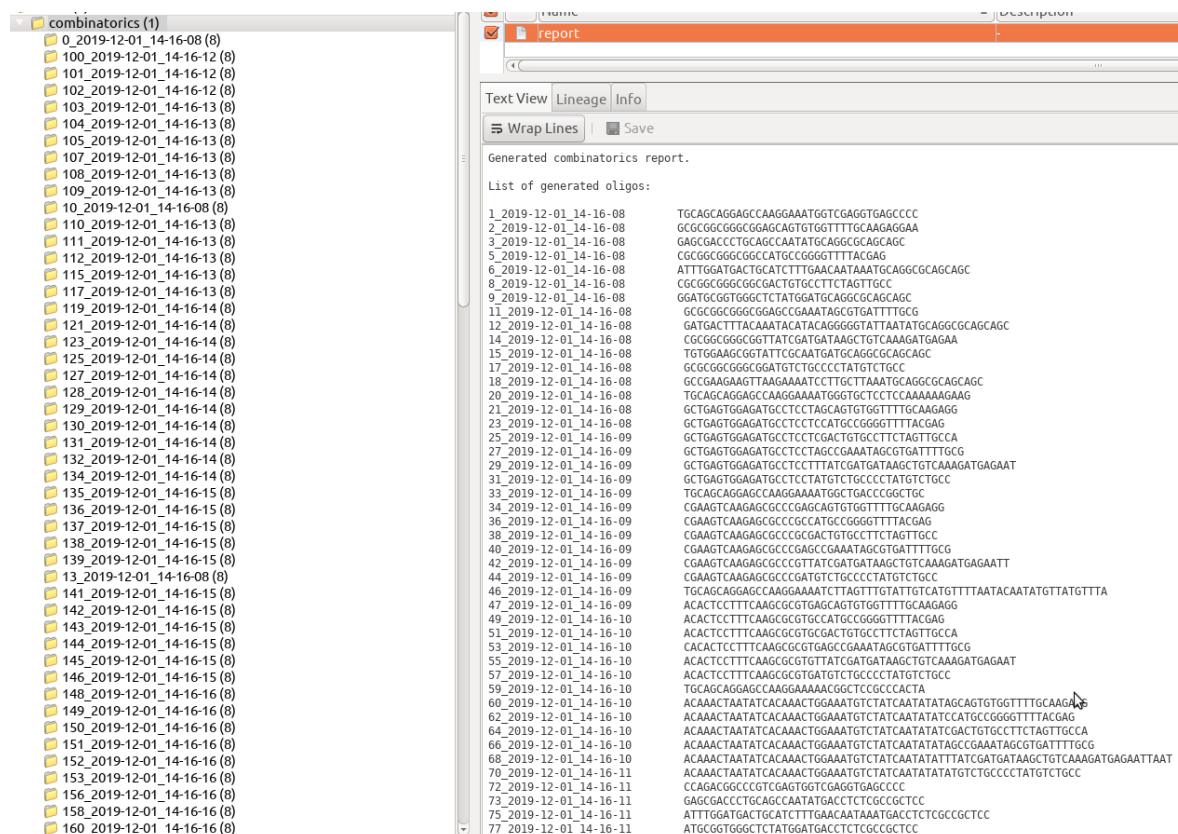 combinatorics (1)
0_2019-12-01_14-16-08 (8)
100_2019-12-01_14-16-12 (8)
101_2019-12-01_14-16-12 (8)
102_2019-12-01_14-16-12 (8)
103_2019-12-01_14-16-13 (8)
104_2019-12-01_14-16-13 (8)
105_2019-12-01_14-16-13 (8)
107_2019-12-01_14-16-13 (8)
108_2019-12-01_14-16-13 (8)
109_2019-12-01_14-16-13 (8)
10_2019-12-01_14-16-08 (8)
110_2019-12-01_14-16-13 (8)
111_2019-12-01_14-16-13 (8)
112_2019-12-01_14-16-13 (8)
115_2019-12-01_14-16-13 (8)
117_2019-12-01_14-16-13 (8)
119_2019-12-01_14-16-14 (8)
121_2019-12-01_14-16-14 (8)
123_2019-12-01_14-16-14 (8)
125_2019-12-01_14-16-14 (8)
127_2019-12-01_14-16-14 (8)
128_2019-12-01_14-16-14 (8)
129_2019-12-01_14-16-14 (8)
130_2019-12-01_14-16-14 (8)
131_2019-12-01_14-16-14 (8)
132_2019-12-01_14-16-14 (8)
134_2019-12-01_14-16-14 (8)
135_2019-12-01_14-16-15 (8)
136_2019-12-01_14-16-15 (8)
137_2019-12-01_14-16-15 (8)
138_2019-12-01_14-16-15 (8)
139_2019-12-01_14-16-15 (8)
13_2019-12-01_14-16-08 (8)
141_2019-12-01_14-16-15 (8)
142_2019-12-01_14-16-15 (8)
143_2019-12-01_14-16-15 (8)
144_2019-12-01_14-16-15 (8)
145_2019-12-01_14-16-15 (8)
146_2019-12-01_14-16-15 (8)
148_2019-12-01_14-16-16 (8)
149_2019-12-01_14-16-16 (8)
150_2019-12-01_14-16-16 (8)
151_2019-12-01_14-16-16 (8)
152_2019-12-01_14-16-16 (8)
153_2019-12-01_14-16-16 (8)
156_2019-12-01_14-16-16 (8)
158_2019-12-01_14-16-16 (8)
160_2019-12-01_14-16-16 (8)
Name Description
report -
Text View Lineage Info
Wrap Lines Save
Generated combinatorics report.
List of generated oligos:
1_2019-12-01_14-16-08 TGCAGCAGGAGCCAAGGAAATGGTCGAGGTGAGCCCC
2_2019-12-01_14-16-08 GCGCGGCGGGCGGAGCAGTGTGGTTTTGCAAGAGGAA
3_2019-12-01_14-16-08 GAGCGACCCTGCAGCCAATATGCAGGCGCAGCAGC
5_2019-12-01_14-16-08 CGCGGCGGGCGGCCATGCCGGGGTTTTACGAG
6_2019-12-01_14-16-08 ATTTGGATGACTGCATCTTTGAACAATAAATGCAGGCGCAGCAGC
8_2019-12-01_14-16-08 CGCGGCGGGCGGCGACTGTGCCTTCTAGTTGCC
9_2019-12-01_14-16-08 GGATGCGGTGGGCTCTATGGATGCAGGCGCAGCAGC
11_2019-12-01_14-16-08 GCGCGGCGGGCGGAGCCGAAATAGCGTGATTTTGCG
12_2019-12-01_14-16-08 GATGACTTTACAAATACATACAGGGGGTATTAATATGCAGGCGCAGCAGC
14_2019-12-01_14-16-08 CGCGGCGGGCGGTTATCGATGATAAGCTGTCAAAGATGAGAA
15_2019-12-01_14-16-08 TGTGGAAGCGGTATTCGCAATGATGCAGGCGCAGCAGC
17_2019-12-01_14-16-08 GCGCGGCGGGCGGATGTCTGCCCCTATGTCTGCC
18_2019-12-01_14-16-08 GCCGAAGAAGTTAAGAAAATCCTTGCTTAAATGCAGGCGCAGCAGC
20_2019-12-01_14-16-08 TGCAGCAGGAGCCAAGGAAAATGGGTGCTCCTCCAAAAAAGAAG
21_2019-12-01_14-16-08 GCTGAGTGGAGATGCCTCCTAGCAGTGTGGTTTTGCAAGAGG
23_2019-12-01_14-16-08 GCTGAGTGGAGATGCCTCCTCCATGCCGGGGTTTTACGAG
25_2019-12-01_14-16-09 GCTGAGTGGAGATGCCTCCTCGACTGTGCCTTCTAGTTGCCA
27_2019-12-01_14-16-09 GCTGAGTGGAGATGCCTCCTAGCCGAAATAGCGTGATTTTGCG
29_2019-12-01_14-16-09 GCTGAGTGGAGATGCCTCCTTTATCGATGATAAGCTGTCAAAGATGAGAAT
31_2019-12-01_14-16-09 GCTGAGTGGAGATGCCTCCTATGTCTGCCCCTATGTCTGCC
33_2019-12-01_14-16-09 TGCAGCAGGAGCCAAGGAAAATGGCTGACCCGGCTGC
34_2019-12-01_14-16-09 CGAAGTCAAGAGCGCCCGAGCAGTGTGGTTTTGCAAGAGG
36_2019-12-01_14-16-09 CGAAGTCAAGAGCGCCCGCCATGCCGGGGTTTTACGAG
38_2019-12-01_14-16-09 CGAAGTCAAGAGCGCCCGCGACTGTGCCTTCTAGTTGCC
40_2019-12-01_14-16-09 CGAAGTCAAGAGCGCCCGAGCCGAAATAGCGTGATTTTGCG
42_2019-12-01_14-16-09 CGAAGTCAAGAGCGCCCGTTATCGATGATAAGCTGTCAAAGATGAGAATT
44_2019-12-01_14-16-09 CGAAGTCAAGAGCGCCCGATGTCTGCCCCTATGTCTGCC
46_2019-12-01_14-16-09 TGCAGCAGGAGCCAAGGAAAATCTTAGTTTGTATTGTCATGTTTTAATACAATATGTTATGTTTA
47_2019-12-01_14-16-09 ACACTCCTTTCAAGCGCGTGAGCAGTGTGGTTTTGCAAGAGG
49_2019-12-01_14-16-10 ACACTCCTTTCAAGCGCGTGCCATGCCGGGGTTTTACGAG
51_2019-12-01_14-16-10 ACACTCCTTTCAAGCGCGTGCGACTGTGCCTTCTAGTTGCCA
53_2019-12-01_14-16-10 CACACTCCTTTCAAGCGCGTGAGCCGAAATAGCGTGATTTTGCG
55_2019-12-01_14-16-10 ACACTCCTTTCAAGCGCGTGTTATCGATGATAAGCTGTCAAAGATGAGAAT
57_2019-12-01_14-16-10 ACACTCCTTTCAAGCGCGTGATGTCTGCCCCTATGTCTGCC
59_2019-12-01_14-16-10 TGCAGCAGGAGCCAAGGAAAAACGGCTCCGCCCACTA
60_2019-12-01_14-16-10
62_2019-12-01_14-16-10 ACAAACTAATATCACAAACTGGAAATGTCTATCAATATATCCATGCCGGGGTTTTACGAG
64_2019-12-01_14-16-10 ACAAACTAATATCACAAACTGGAAATGTCTATCAATATATCGACTGTGCCTTCTAGTTGCCA
66_2019-12-01_14-16-10 ACAAACTAATATCACAAACTGGAAATGTCTATCAATATATAGCCGAAATAGCGTGATTTTGCG
68_2019-12-01_14-16-10 ACAAACTAATATCACAAACTGGAAATGTCTATCAATATATTTATCGATGATAAGCTGTCAAAGATGAGAATTAAT
70_2019-12-01_14-16-11 ACAAACTAATATCACAAACTGGAAATGTCTATCAATATATATGTCTGCCCCTATGTCTGCC
72_2019-12-01_14-16-11 CCAGACGGCCCGTCGAGTGGTCGAGGTGAGCCCC
73_2019-12-01_14-16-11 GAGCGACCCTGCAGCCAATATGACCTCTCGCCGCTCC
75_2019-12-01_14-16-11 ATTTGGATGACTGCATCTTTGAACAATAAATGACCTCTCGCCGCTCC
77_2019-12-01_14-16-11 ATGCGGTGGGCTCTATGGATGACCTCTCGCCGCTCC